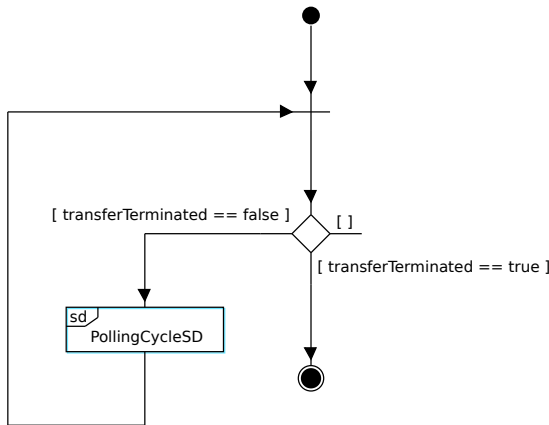 [ transferTerminated == false ]
[ ]
[ transferTerminated == true ]
sd
PollingCycleSD